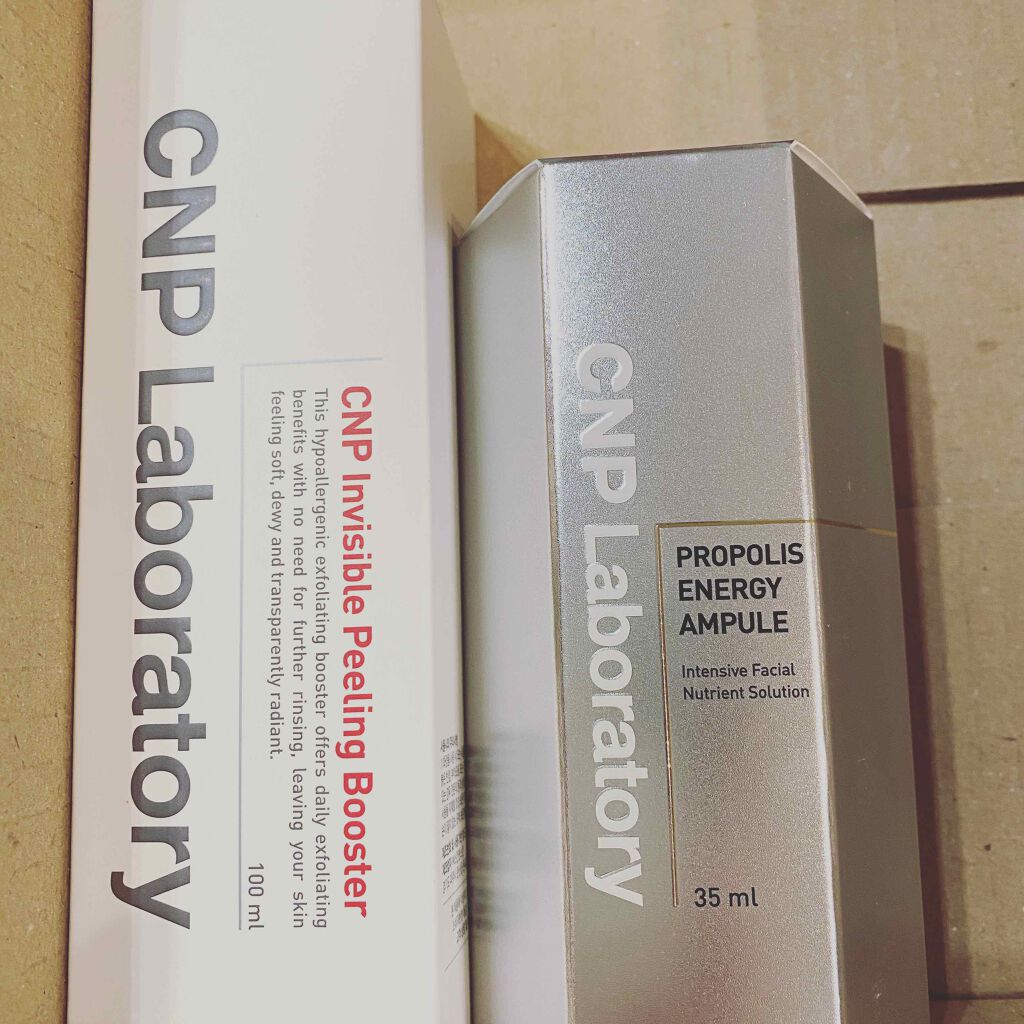 CNP Laboratory
CNP Invisible Peeling Booster
This hypoallergenic exfoliating booster offers daily exfoliating
benefits with no need for further rinsing, leaving your skin
feeling soft, dewy and transparently radiant.
100 ml
CNP Laboratory
PROPOLIS
ENERGY
AMPULE
Intensive Facial
Nutrient Solution
35 ml